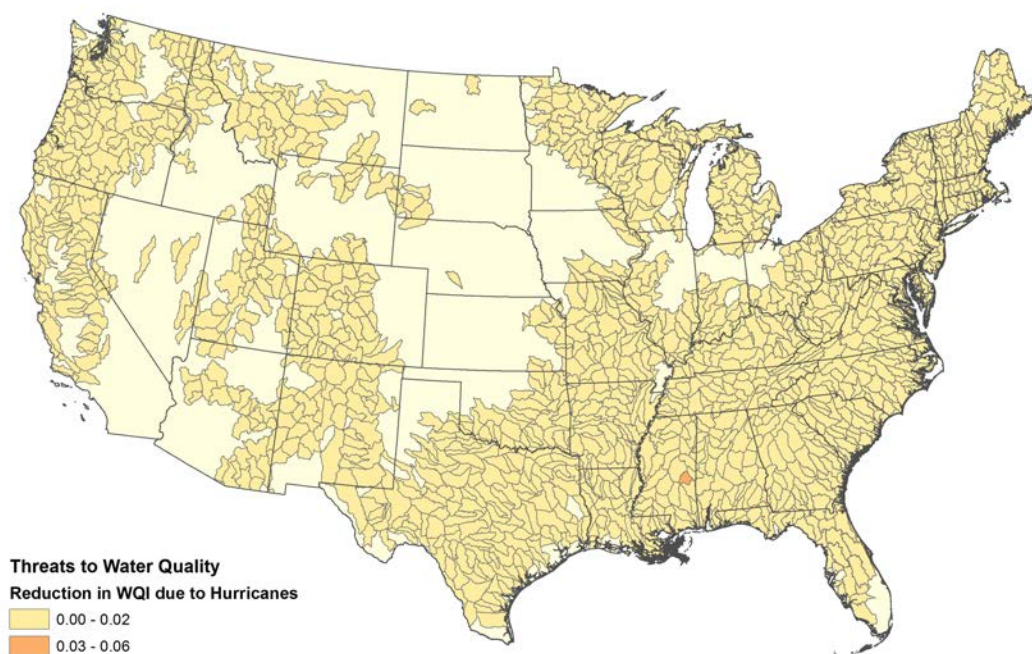 Threats to Water Quality
Reduction in WQI due to Hurricanes
0.00 - 0.02
0.03 - 0.06